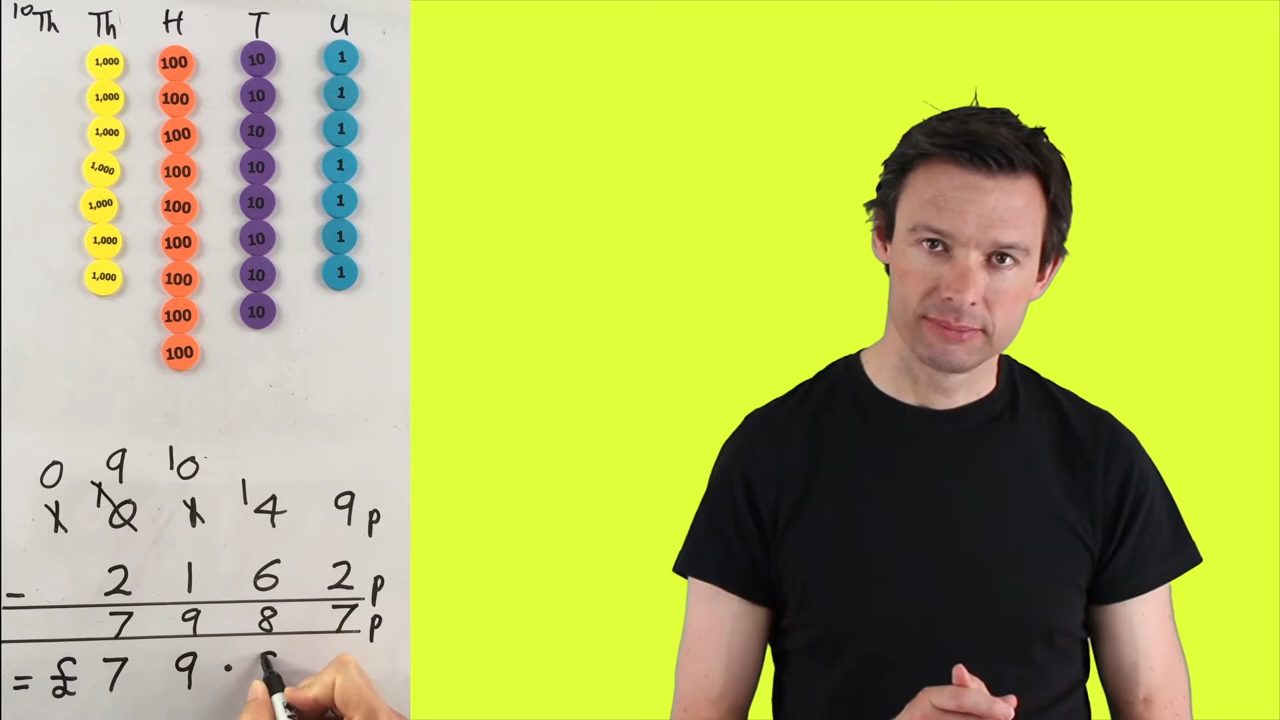 10Th Th H T U
1,000 100 10 1
1,000 100 10 1
1,000 100 10 1
1,000 100 10 1
1,000 100 10 1
1,000 100 10 1
1,000 100 10 1
100 10
100
0 9 10
1 10 1 14 9p
- 2 1 6 2p
7 9 8 7p
= £ 7 9 .